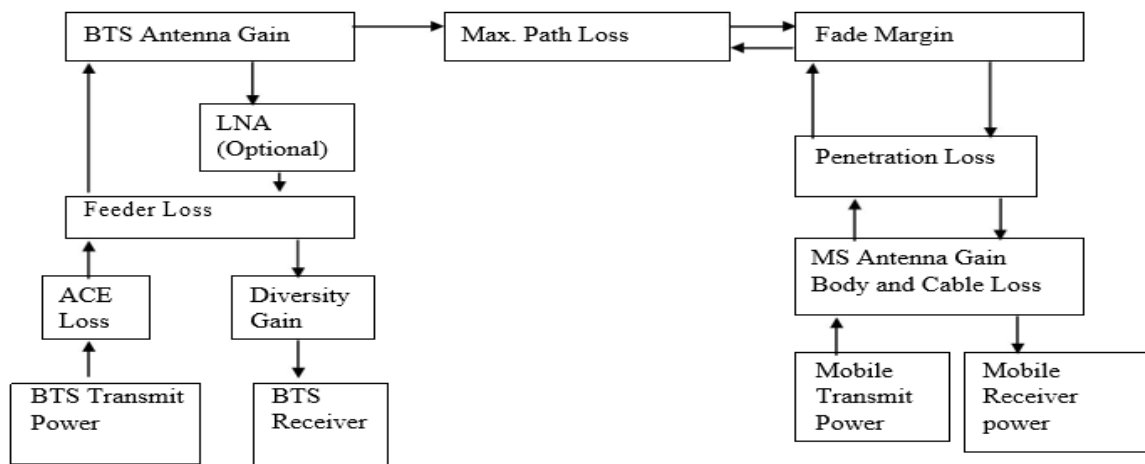 BTS Antenna Gain
Max. Path Loss
Fade Margin
LNA
(Optional)
Penetration Loss
Feeder Loss
MS Antenna Gain
Body and Cable Loss
ACE
Loss
Diversity
Gain
BTS Transmit
Power
BTS
Receiver
Mobile
Transmit
Power
Mobile
Receiver
power